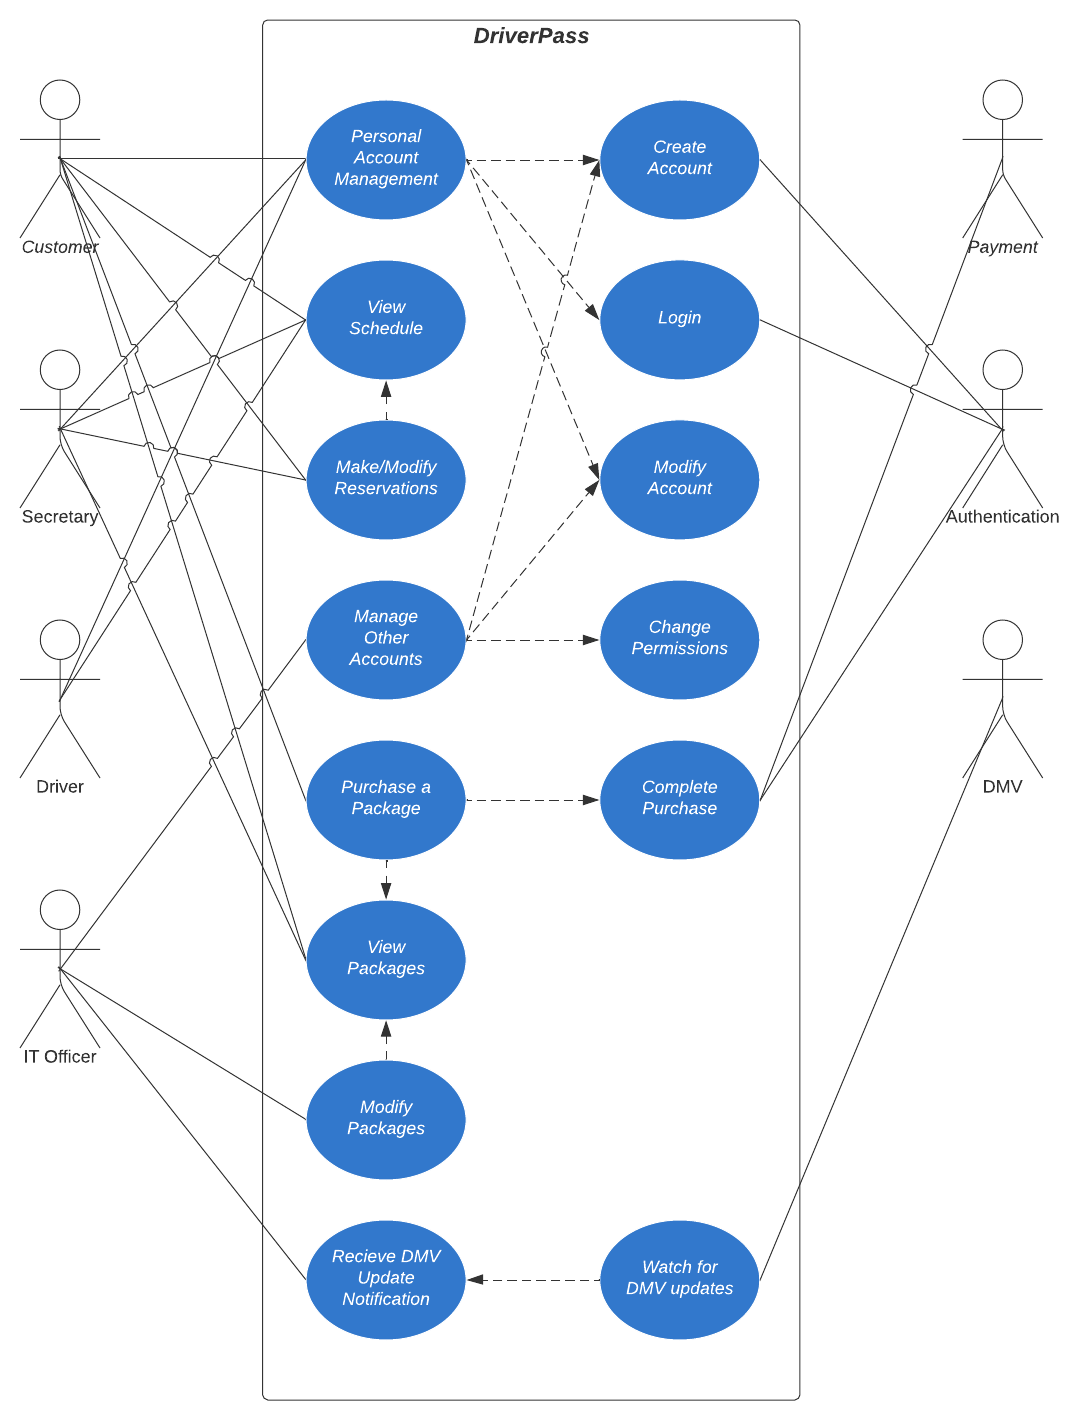 DriverPass
Customer
Secretary
Driver
IT Officer
Personal
Account
Management
View
Schedule
Make/Modify
Reservations
Manage
Other
Accounts
Purchase a
Package
View
Packages
Modify
Packages
Recieve DMV
Update
Notification
Create
Account
Login
Modify
Account
Change
Permissions
Complete
Purchase
Watch for
DMV updates
Payment
Authentication
DMV